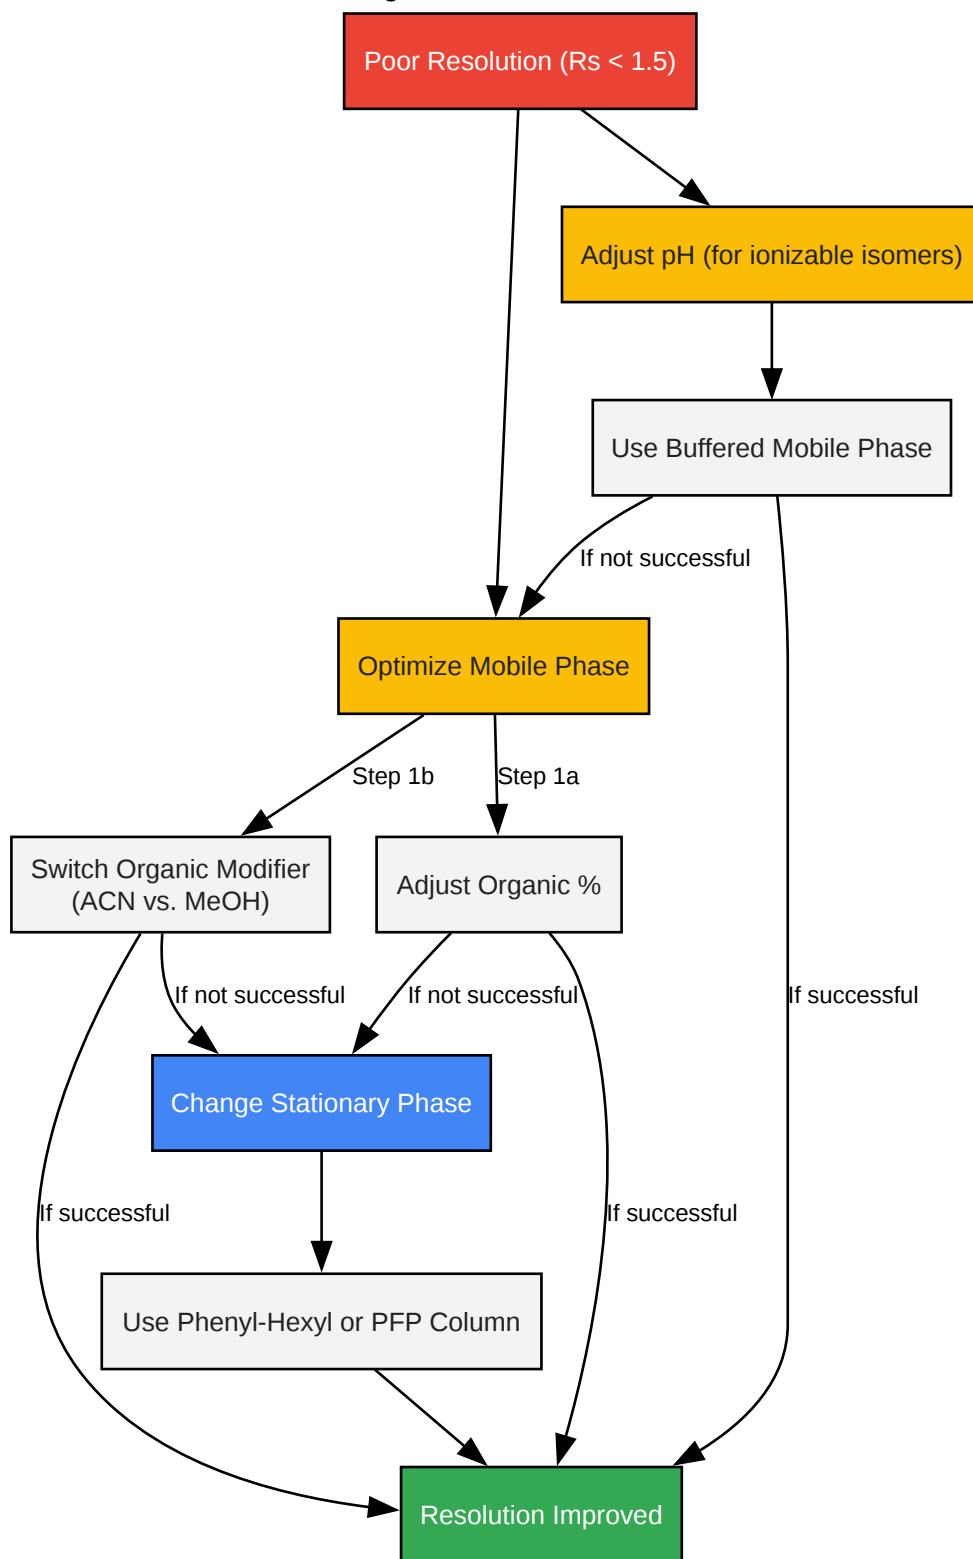 Poor Resolution (Rs < 1.5)
Adjust pH (for ionizable isomers)
Use Buffered Mobile Phase
If not successful
Optimize Mobile Phase
Step 1b
Step 1a
Switch Organic Modifier
(ACN vs. MeOH)
Adjust Organic %
If not successful
If not successful
If successful
Change Stationary Phase
If successful
If successful
Use Phenyl-Hexyl or PFP Column
Resolution Improved